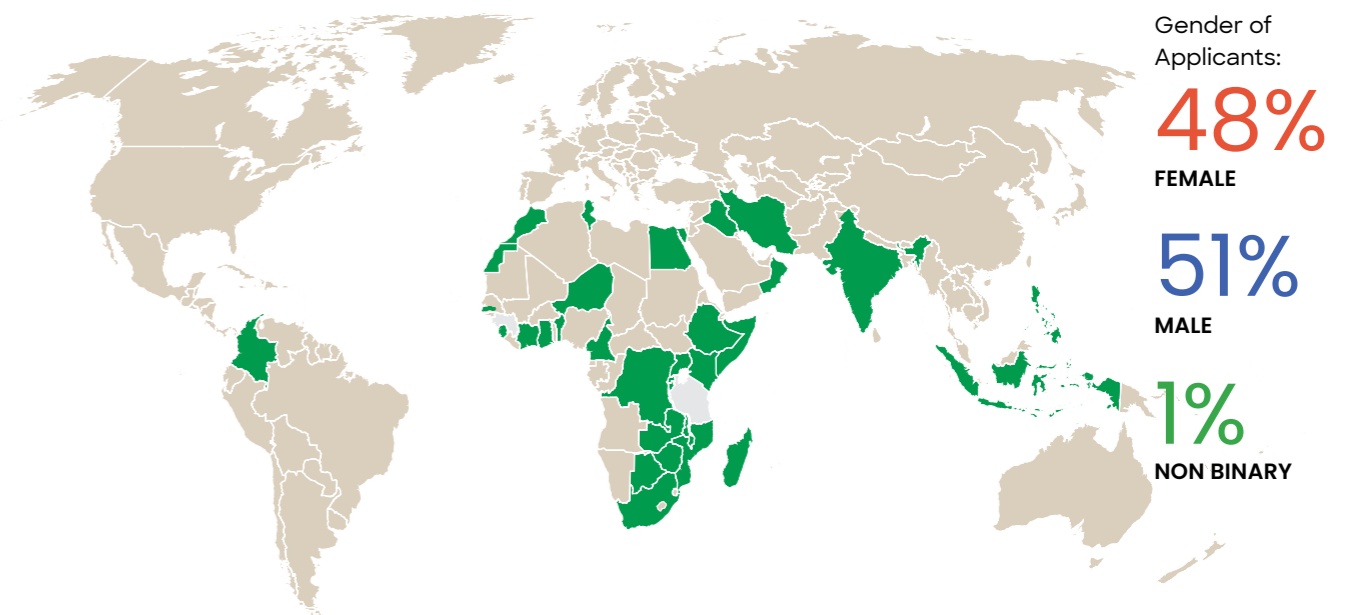 Gender of
Applicants:
48%
FEMALE
51%
MALE
1%
NON BINARY